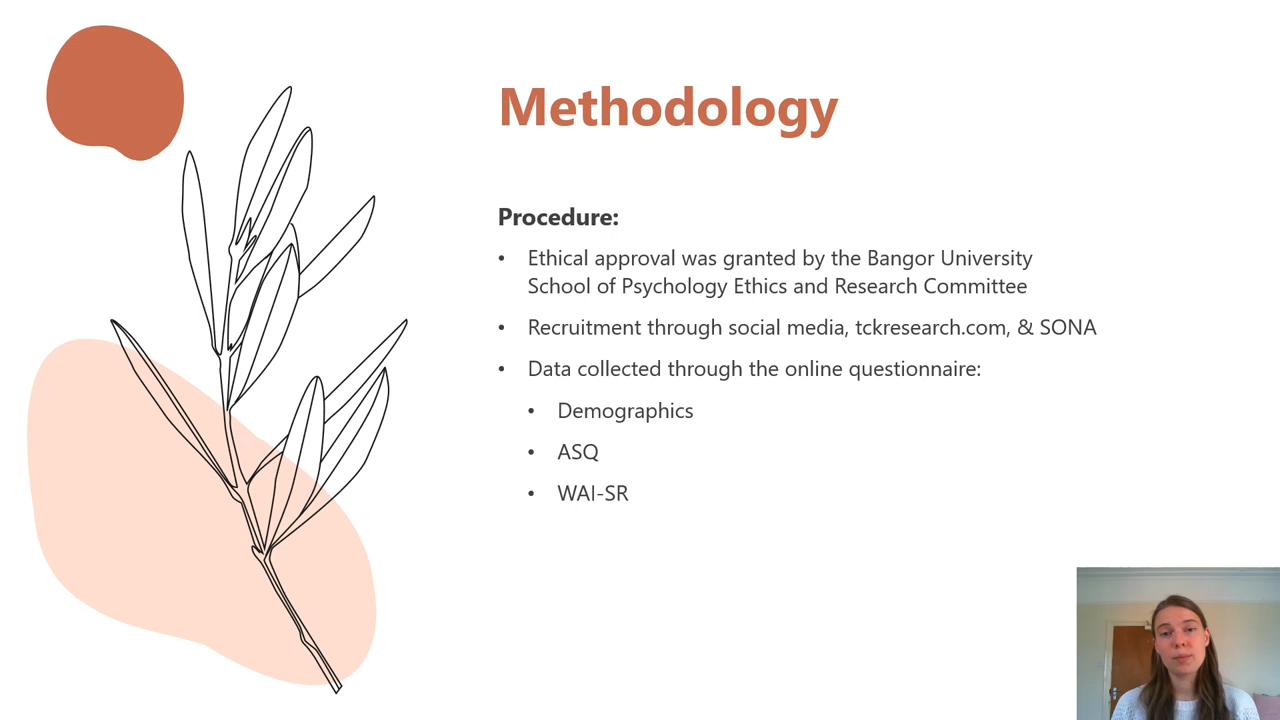 Methodology
Procedure:
• Ethical approval was granted by the Bangor University
School of Psychology Ethics and Research Committee
• Recruitment through social media, tckresearch.com, & SONA
• Data collected through the online questionnaire:
• Demographics
• ASQ
• WAI-SR